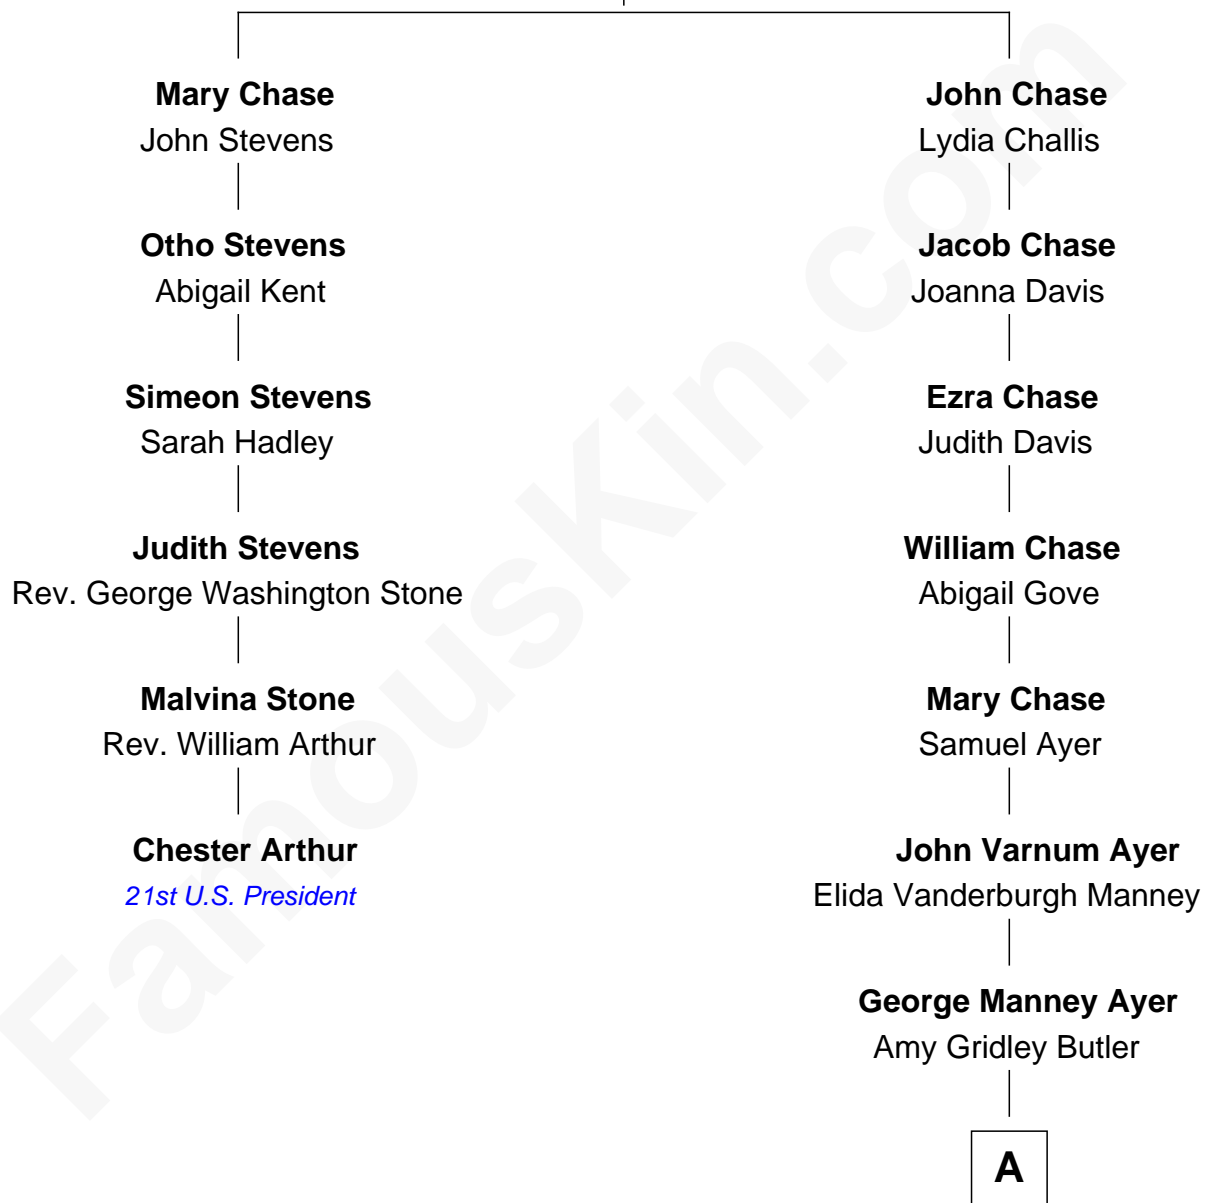 Mary Chase
John Stevens
Otho Stevens
Abigail Kent
Simeon Stevens
Sarah Hadley
Judith Stevens
Rev. George Washington Stone
Malvina Stone
Rev. William Arthur
Chester Arthur
21st U.S. President
John Chase
Lydia Challis
Jacob Chase
Joanna Davis
Ezra Chase
Judith Davis
William Chase
Abigail Gove
Mary Chase
Samuel Ayer
John Varnum Ayer
Elida Vanderburgh Manney
George Manney Ayer
Amy Gridley Butler
A
FamousKin.com